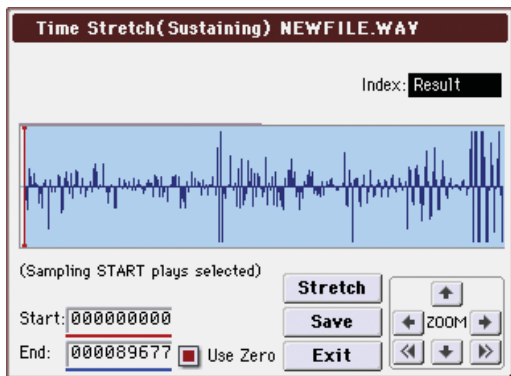 Time Stretch(Sustaining) NEWFILE.WAV
Index: Result
(Sampling START plays selected)
Stretch
Start: 000000000
Save
ZOOM
End: 000089677
Use Zero
Exit